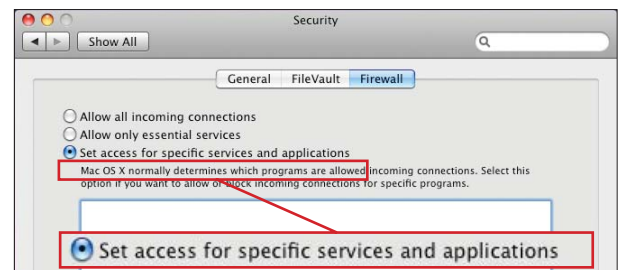 Security
Show All
General FileVault Firewall
Allow all incoming connections
Allow only essential services
Set access for specific services and applications
Mac OS X normally determines which programs are allowed incoming connections. Select this
option if you want to allow or block incoming connections for specific programs.
Set access for specific services and applications